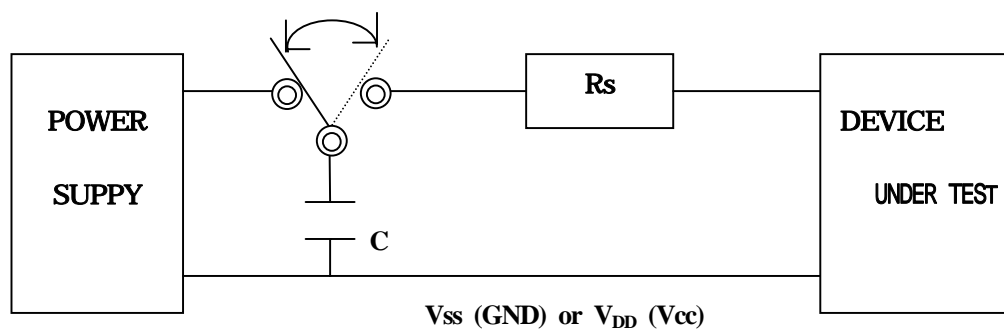 POWER
SUPPY
Rs
DEVICE
UNDER TEST
C
Vss (GND) or VDD (Vcc)